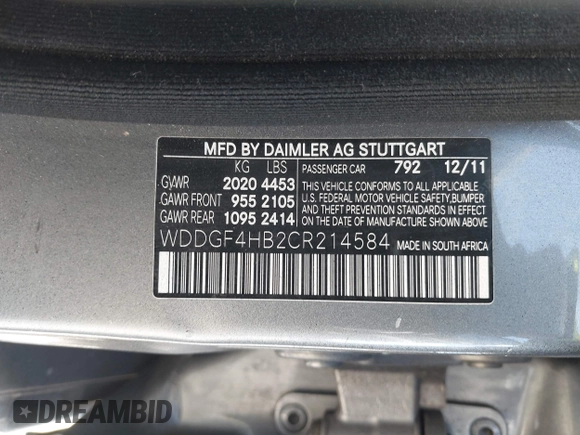 MFD BY DAIMLER AG STUTTGART
KG LBS PASSENGER CAR 792 12/11
GVWR 2020 4453 THIS VEHICLE CONFORMS TO ALL APPLICABLE
GAWR FRONT 955 2105 U.S. FEDERAL MOTOR VEHICLE SAFETY,BUMPER
GAWR REAR 1095 2414 AND THEFT PREVENTION STANDARDS IN EFFECT
ON THE DATE OF MANUFACTURE SHOWN ABOVE
WDDGF4HB2CR214584 MADE IN SOUTH AFRICA
DREAMBID